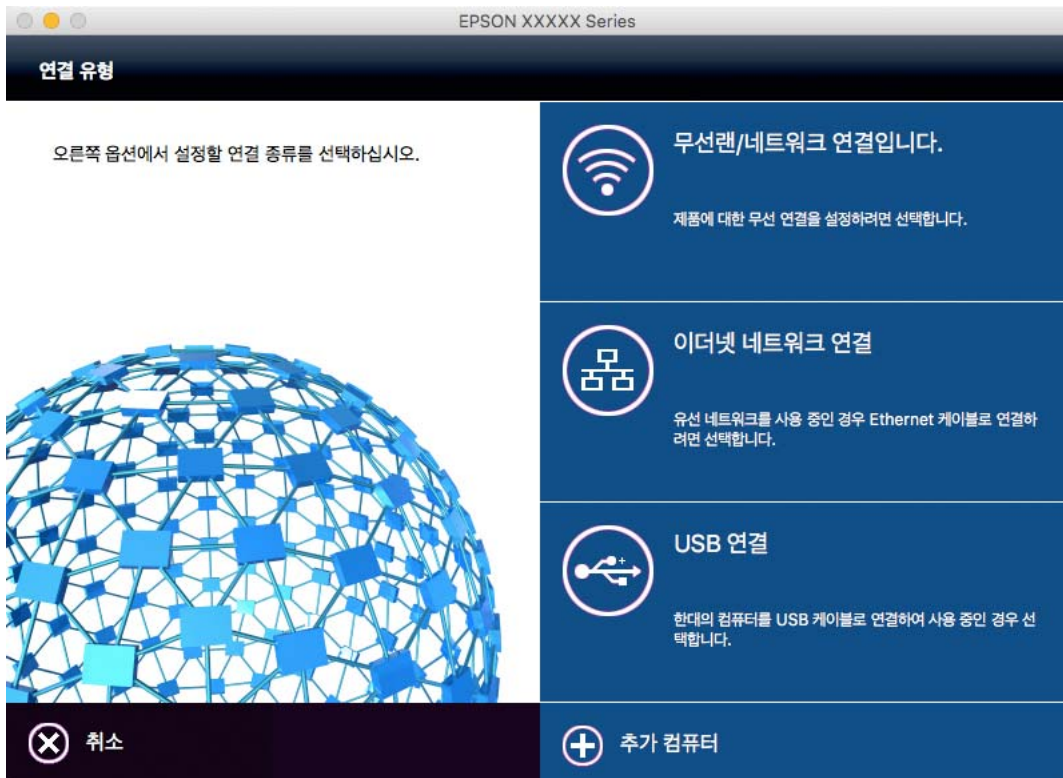 EPSON XXXXX Series
연결 유형
오른쪽 옵션에서 설정할 연결 종류를 선택하십시오.
무선랜/네트워크 연결입니다.
제품에 대한 무선 연결을 설정하려면 선택합니다.
이더넷 네트워크 연결
유선 네트워크를 사용 중인 경우 Ethernet 케이블로 연결하
려면 선택합니다.
USB 연결
한대의 컴퓨터를 USB 케이블로 연결하여 사용 중인 경우 선
택합니다.
취소
추가 컴퓨터